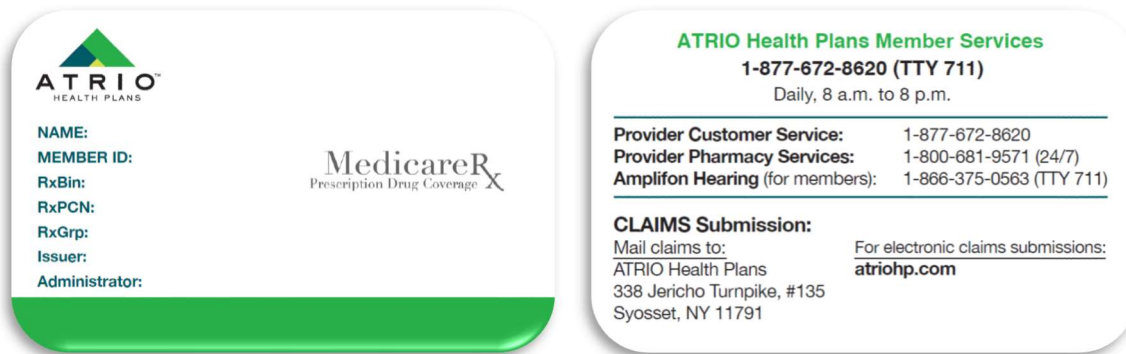 ATRIO™
HEALTH PLANS
NAME:
MEMBER ID:
RxBin:
RxPCN:
RxGrp:
Issuer:
Administrator:
MedicareRx
Prescription Drug Coverage
ATRIO Health Plans Member Services
1-877-672-8620 (TTY 711)
Daily, 8 a.m. to 8 p.m.
Provider Customer Service: 1-877-672-8620
Provider Pharmacy Services: 1-800-681-9571 (24/7)
Amplifon Hearing (for members): 1-866-375-0563 (TTY 711)
CLAIMS Submission:
Mail claims to:
ATRIO Health Plans
338 Jericho Turnpike, #135
Syosset, NY 11791
For electronic claims submissions:
atriohp.com